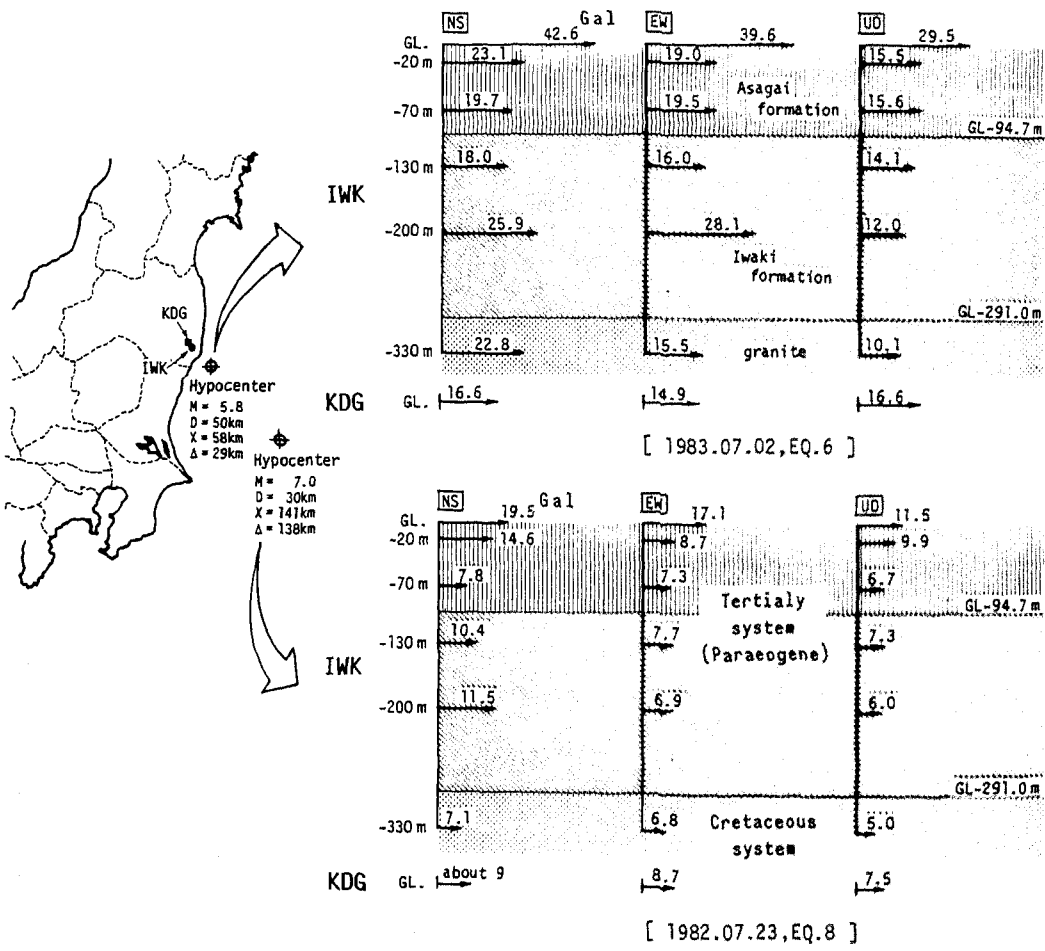 NS Gal EW UD
GL. 42.6 39.6 29.5
-20 m 23.1 19.0 15.5
-70 m 19.7 19.5 15.6
Asagai
formation
GL-94.7 m
-130 m 18.0 16.0 14.1
IWK
-200 m 25.9 28.1 12.0
Iwaki
formation
GL-291.0 m
-330 m 22.8 15.5 granite 10.1
KDG GL. 16.6 14.9 16.6
[ 1983.07.02,EQ.6 ]
KDG
IWK
Hypocenter
M = 5.8
D = 50km
X = 58km
Δ = 29km
Hypocenter
M = 7.0
D = 30km
X = 141km
Δ = 138km
NS Gal EW UD
GL. 19.5 17.1 11.5
-20 m 14.6 8.7 9.9
-70 m 7.8 7.3 6.7
GL-94.7 m
Tertialy
system
(Paraeogene)
-130 m 10.4 7.7 7.3
IWK
-200 m 11.5 6.9 6.0
GL-291.0 m
-330 m 7.1 6.8 5.0
Cretaceous
system
KDG GL. about 9 8.7 7.5
[ 1982.07.23,EQ.8 ]